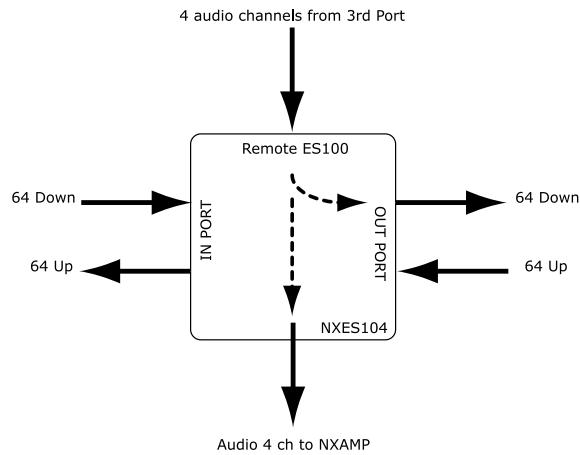 4 audio channels from 3rd Port
Remote ES100
64 Down
IN PORT
OUT PORT
64 Down
64 Up
64 Up
NXES104
Audio 4 ch to NXAMP